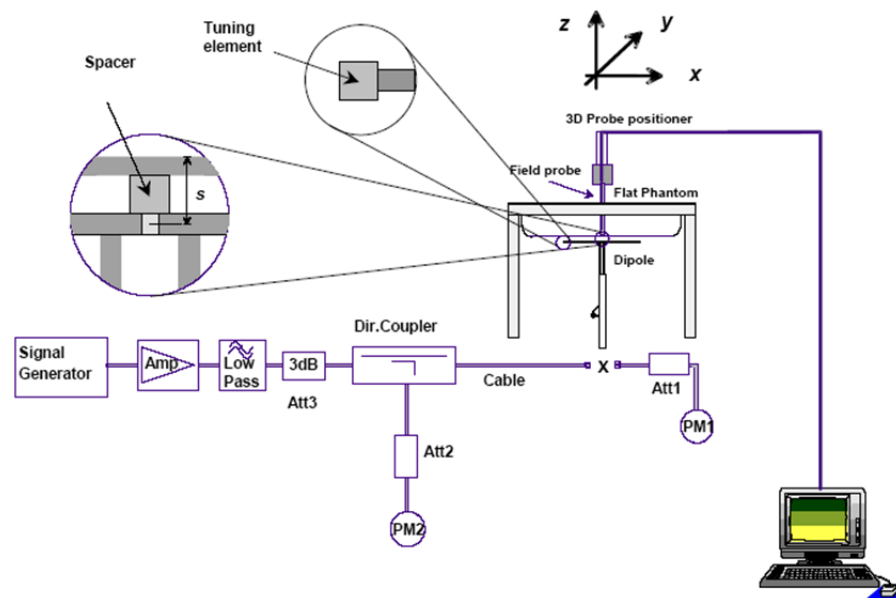 Tuning
element
Spacer
z
y
x
3D Probe positioner
Field probe
Flat Phantom
s
Dipole
Dir.Coupler
Signal
Generator
Amp
Low
Pass
3dB
Att3
Cable
x
Att1
PM1
Att2
PM2